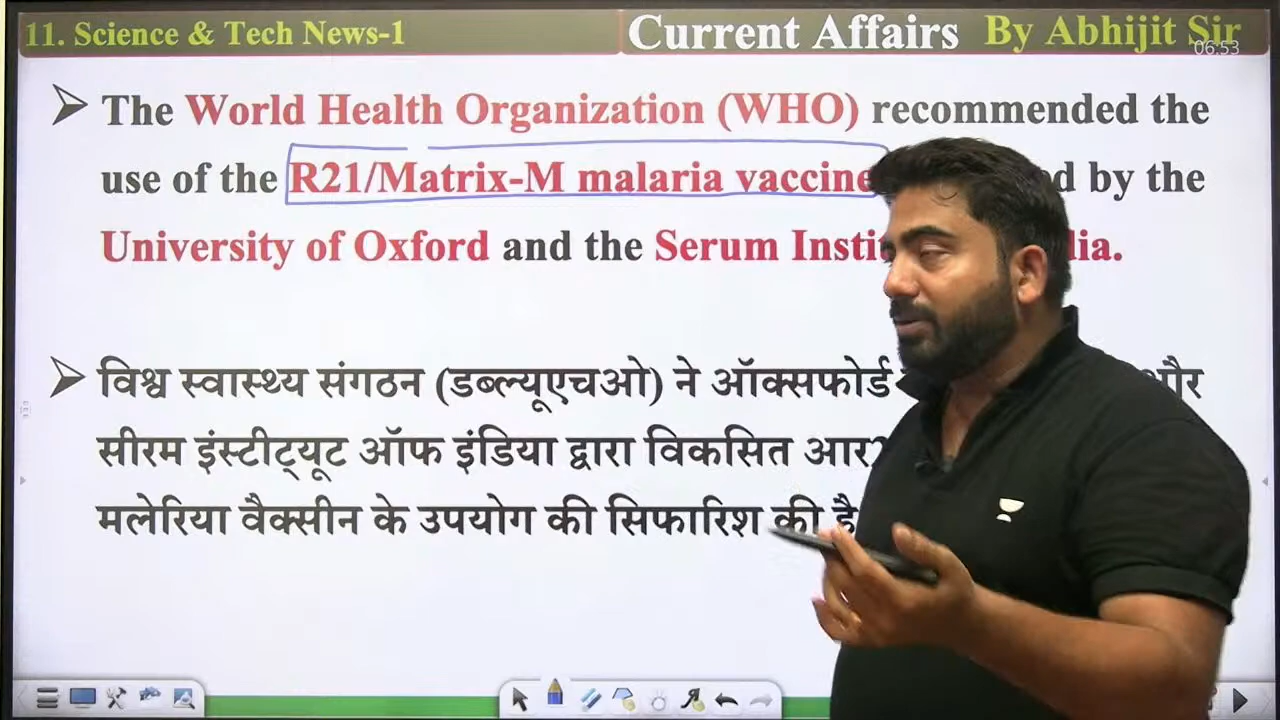 11. Science & Tech News-1
Current Affairs By Abhijit Sir
06:53
The World Health Organization (WHO) recommended the
use of the R21/Matrix-M malaria vaccine by the
University of Oxford and the Serum
विश्व स्वास्थ्य संगठन (डब्ल्यूएचओ) ने ऑक्सफोर्ड और
सीरम इंस्टीट्यूट ऑफ इंडिया द्वारा विकसित
मलेरिया वैक्सीन के उपयोग की सिफारिश की है